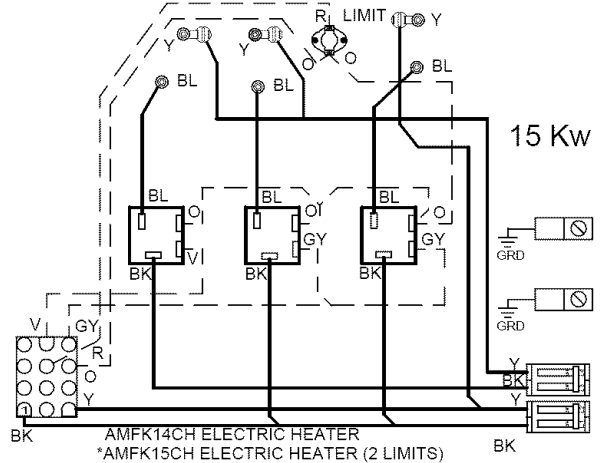 R LIMIT Y
Y Y O O
BL BL BL
15 Kw
BL BL BL
O O Y O
V GY GY
BK BK BK
GRD
GRD
V GY
R
O
Y
BK
Y
Y
1
BK
AMFK14CH ELECTRIC HEATER
BK
*AMFK15CH ELECTRIC HEATER (2 LIMITS)